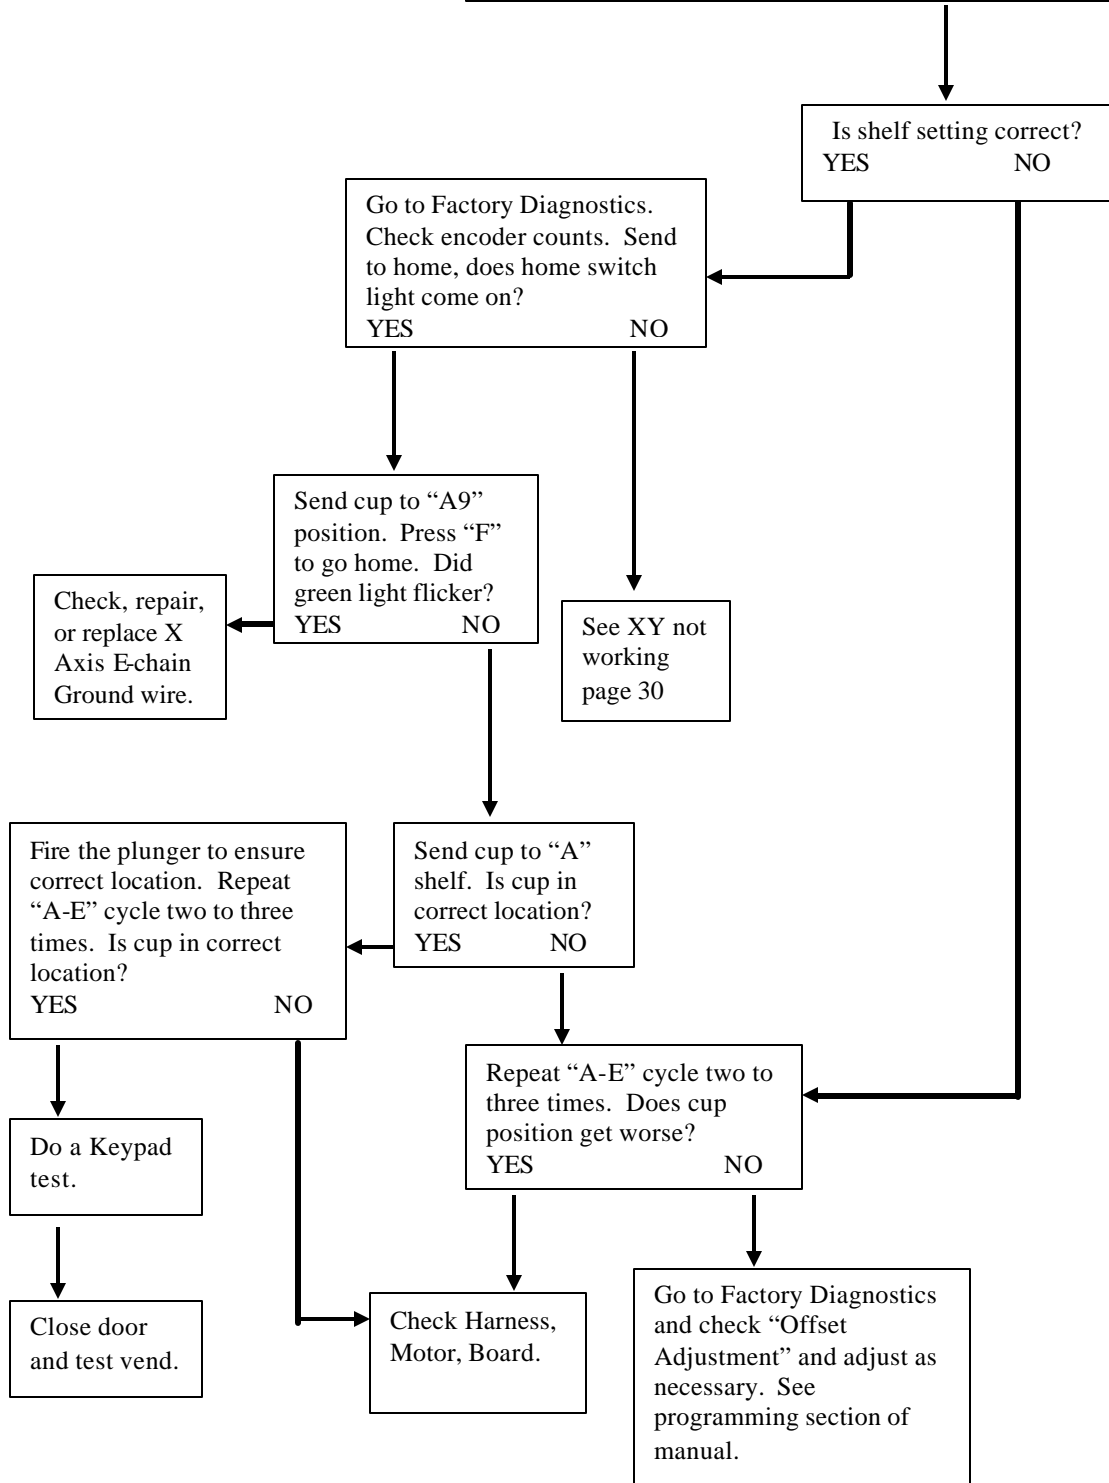 Is shelf setting correct?
YES NO
Go to Factory Diagnostics.
Check encoder counts. Send
to home, does home switch
light come on?
YES NO
Send cup to “A9”
position. Press “F”
to go home. Did
green light flicker?
YES NO
Check, repair,
or replace X
Axis E-chain
Ground wire.
See XY not
working
page 30
Fire the plunger to ensure
correct location. Repeat
“A-E” cycle two to three
times. Is cup in correct
location?
YES NO
Send cup to “A”
shelf. Is cup in
correct location?
YES NO
Repeat “A-E” cycle two to
three times. Does cup
position get worse?
YES NO
Do a Keypad
test.
Close door
and test vend.
Check Harness,
Motor, Board.
Go to Factory Diagnostics
and check “Offset
Adjustment” and adjust as
necessary. See
programming section of
manual.